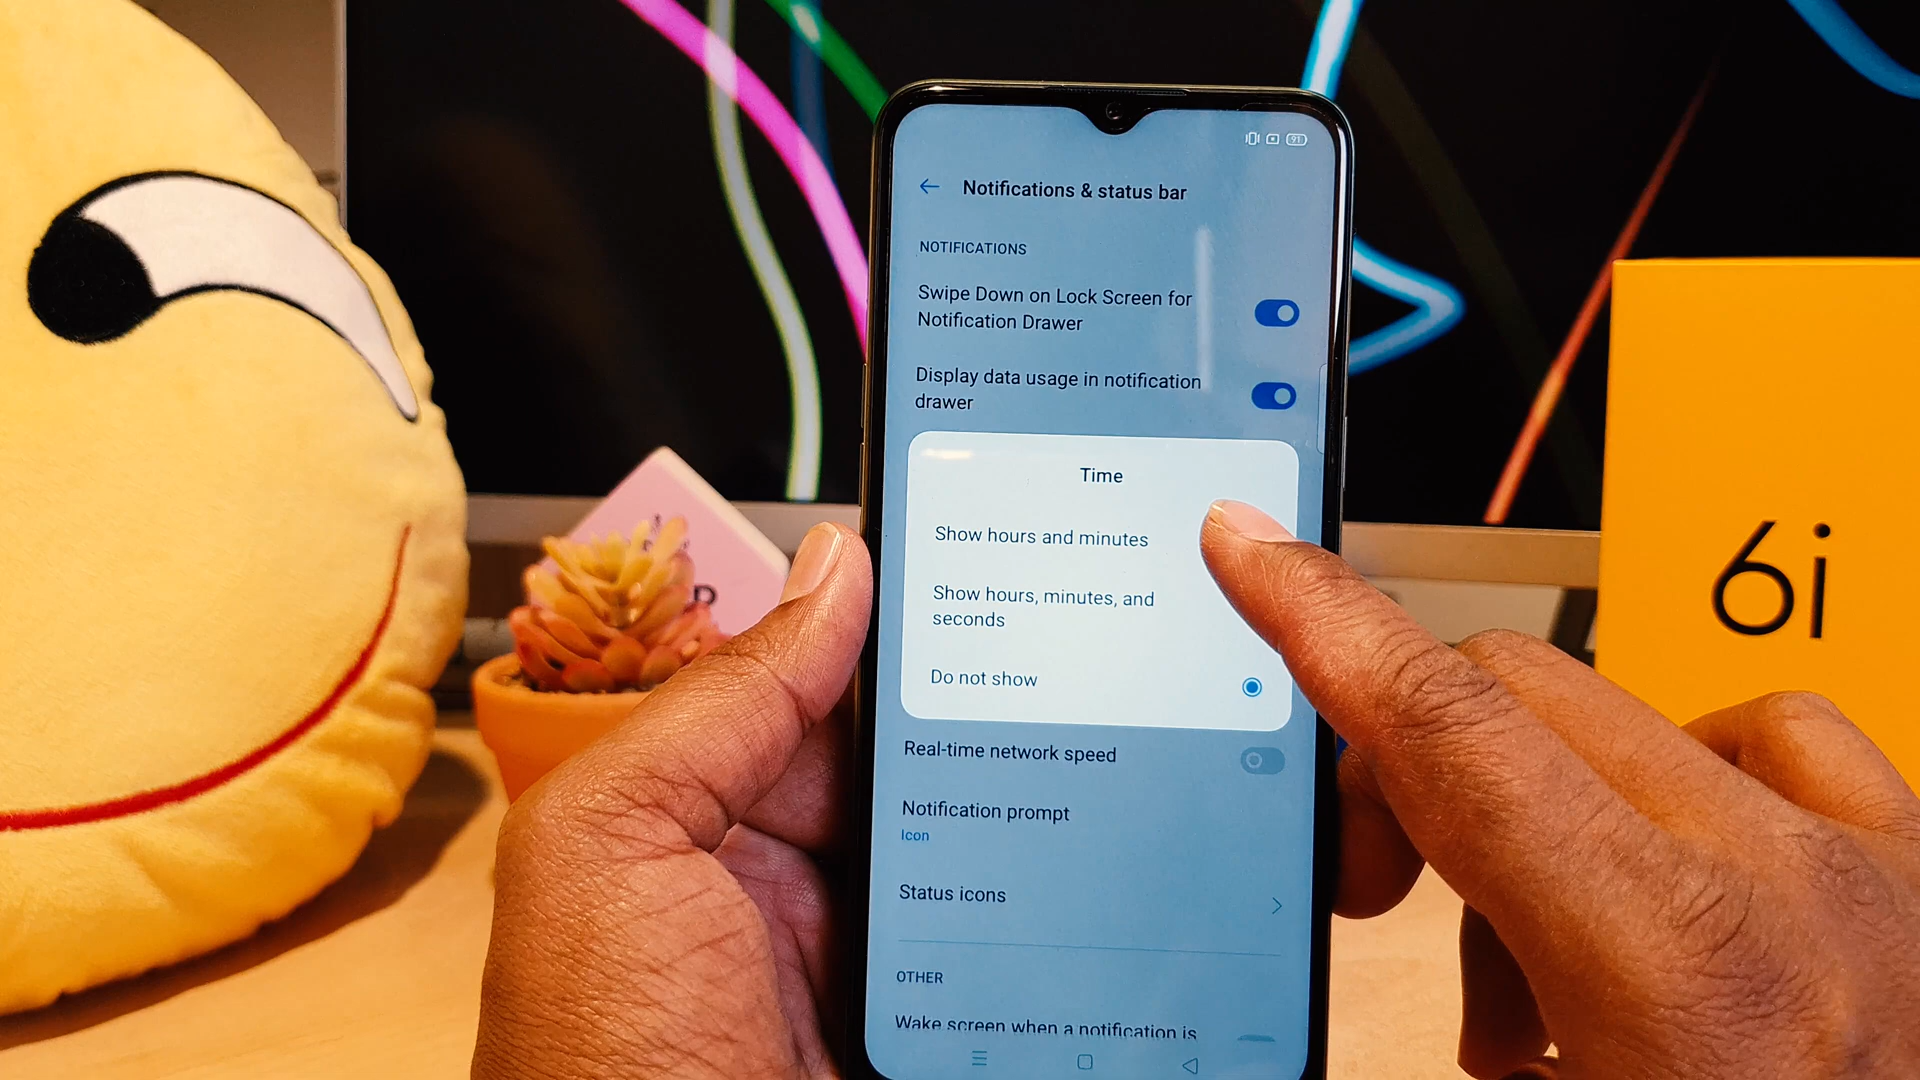 91
Notifications & status bar
NOTIFICATIONS
Swipe Down on Lock Screen for
Notification Drawer
Display data usage in notification
drawer
Time
Show hours and minutes
Show hours, minutes, and
seconds
Do not show
Real-time network speed
Notification prompt
Icon
Status icons
OTHER
Wake screen when a notification is
6i